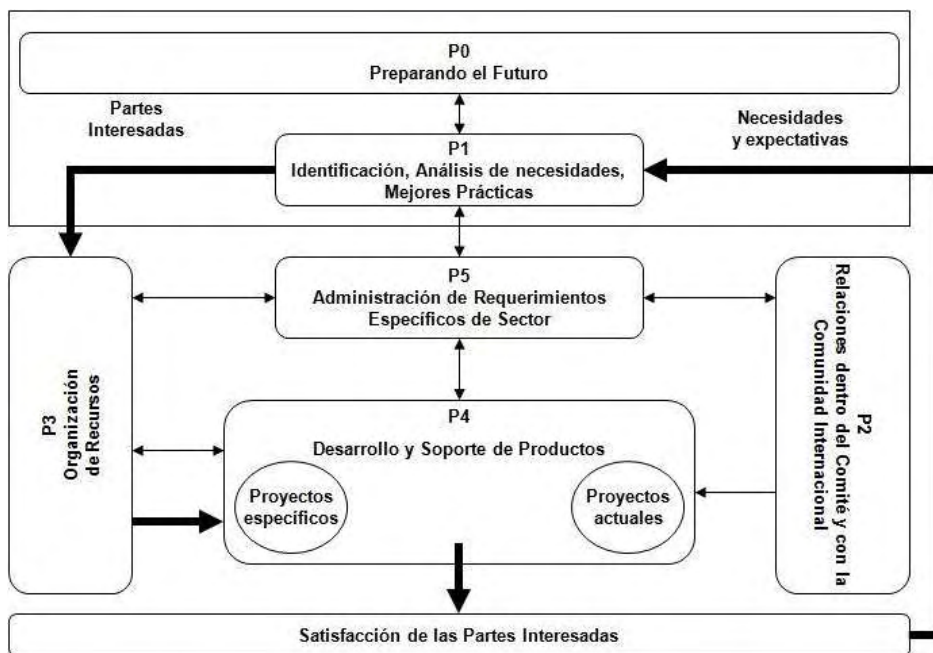 P0
Preparando el Futuro
Partes
Interesadas
Necesidades
y expectativas
P1
Identificación, Análisis de necesidades,
Mejores Prácticas
P5
Administración de Requerimientos
Específicos de Sector
P3
Organización
de Recursos
P4
Desarrollo y Soporte de Productos
Proyectos
específicos
Proyectos
actuales
P2
Relaciones dentro del Comité y con la
Comunidad Internacional
Satisfacción de las Partes Interesadas